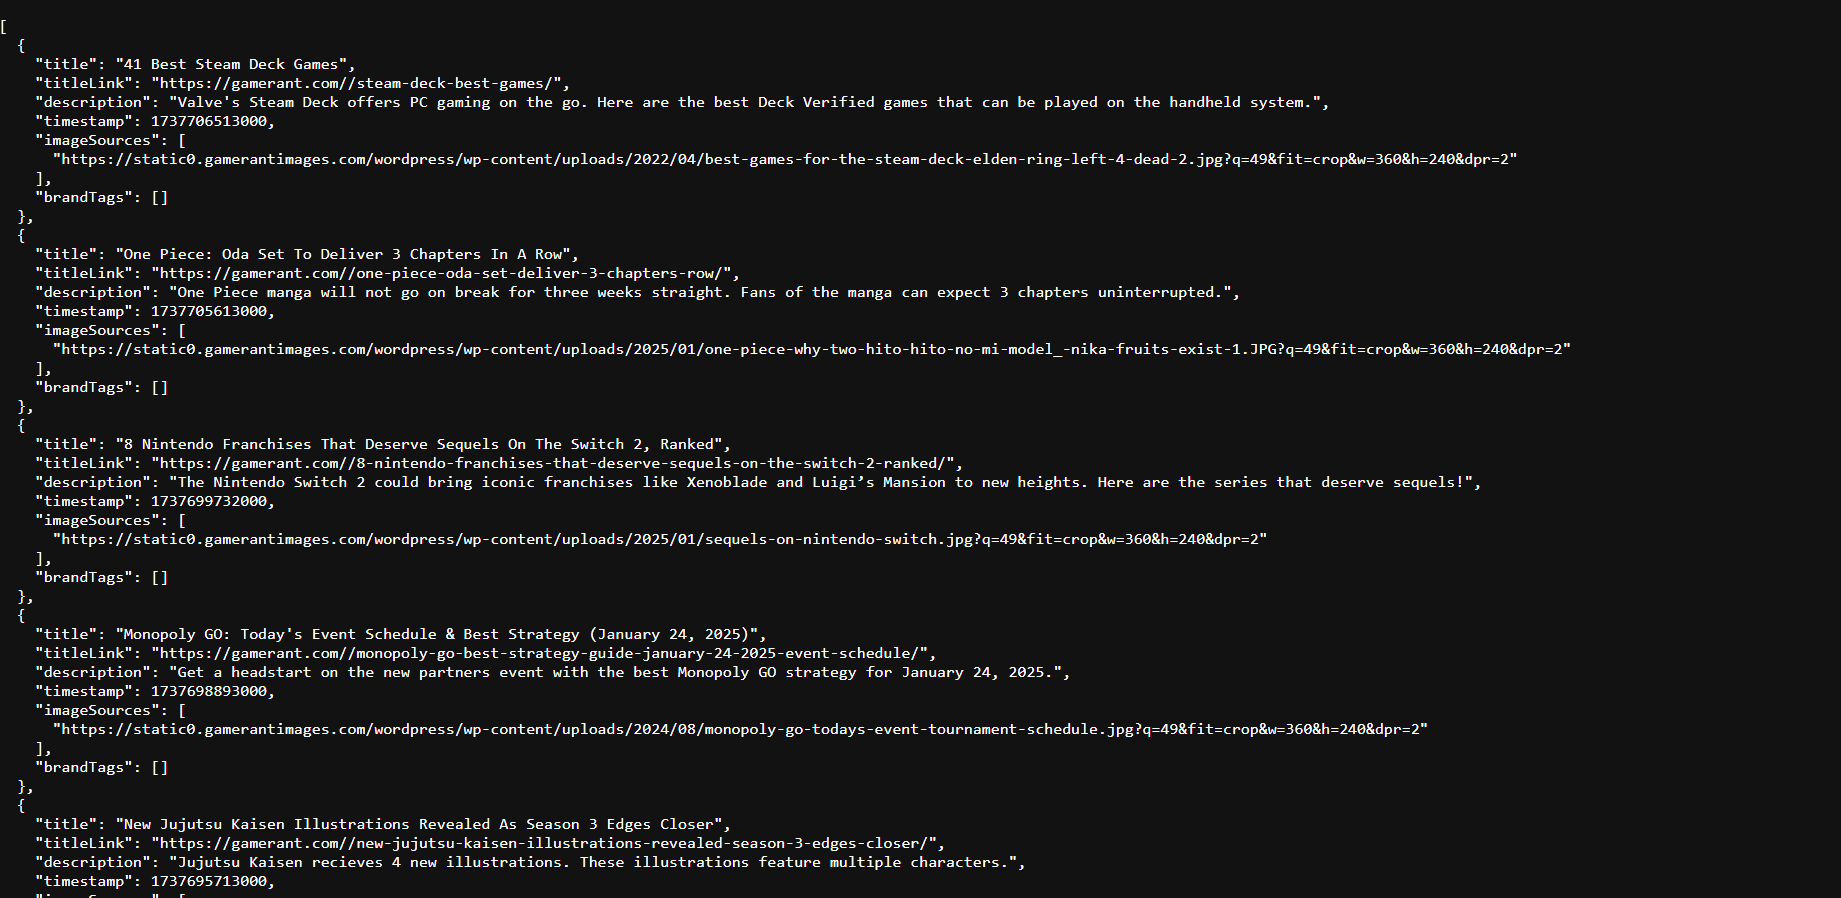 [
  {
    "title": "41 Best Steam Deck Games",
    "titleLink": "https://gamerant.com//steam-deck-best-games/",
    "description": "Valve's Steam Deck offers PC gaming on the go. Here are the best Deck Verified games that can be played on the handheld system.",
    "timestamp": 1737706513000,
    "imageSources": [
      "https://static0.gamerantimages.com/wordpress/wp-content/uploads/2022/04/best-games-for-the-steam-deck-elden-ring-left-4-dead-2.jpg?q=49&fit=crop&w=360&h=240&dpr=2"
    ],
    "brandTags": []
  },
  {
    "title": "One Piece: Oda Set To Deliver 3 Chapters In A Row",
    "titleLink": "https://gamerant.com//one-piece-oda-set-deliver-3-chapters-row/",
    "description": "One Piece manga will not go on break for three weeks straight. Fans of the manga can expect 3 chapters uninterrupted.",
    "timestamp": 1737705613000,
    "imageSources": [
      "https://static0.gamerantimages.com/wordpress/wp-content/uploads/2025/01/one-piece-why-two-hito-hito-no-mi-model_-nika-fruits-exist-1.JPG?q=49&fit=crop&w=360&h=240&dpr=2"
    ],
    "brandTags": []
  },
  {
    "title": "8 Nintendo Franchises That Deserve Sequels On The Switch 2, Ranked",
    "titleLink": "https://gamerant.com//8-nintendo-franchises-that-deserve-sequels-on-the-switch-2-ranked/",
    "description": "The Nintendo Switch 2 could bring iconic franchises like Xenoblade and Luigi’s Mansion to new heights. Here are the series that deserve sequels!",
    "timestamp": 1737699732000,
    "imageSources": [
      "https://static0.gamerantimages.com/wordpress/wp-content/uploads/2025/01/sequels-on-nintendo-switch.jpg?q=49&fit=crop&w=360&h=240&dpr=2"
    ],
    "brandTags": []
  },
  {
    "title": "Monopoly GO: Today's Event Schedule & Best Strategy (January 24, 2025)",
    "titleLink": "https://gamerant.com//monopoly-go-best-strategy-guide-january-24-2025-event-schedule/",
    "description": "Get a headstart on the new partners event with the best Monopoly GO strategy for January 24, 2025.",
    "timestamp": 1737698893000,
    "imageSources": [
      "https://static0.gamerantimages.com/wordpress/wp-content/uploads/2024/08/monopoly-go-todays-event-tournament-schedule.jpg?q=49&fit=crop&w=360&h=240&dpr=2"
    ],
    "brandTags": []
  },
  {
    "title": "New Jujutsu Kaisen Illustrations Revealed As Season 3 Edges Closer",
    "titleLink": "https://gamerant.com//new-jujutsu-kaisen-illustrations-revealed-season-3-edges-closer/",
    "description": "Jujutsu Kaisen recieves 4 new illustrations. These illustrations feature multiple characters.",
    "timestamp": 1737695713000,